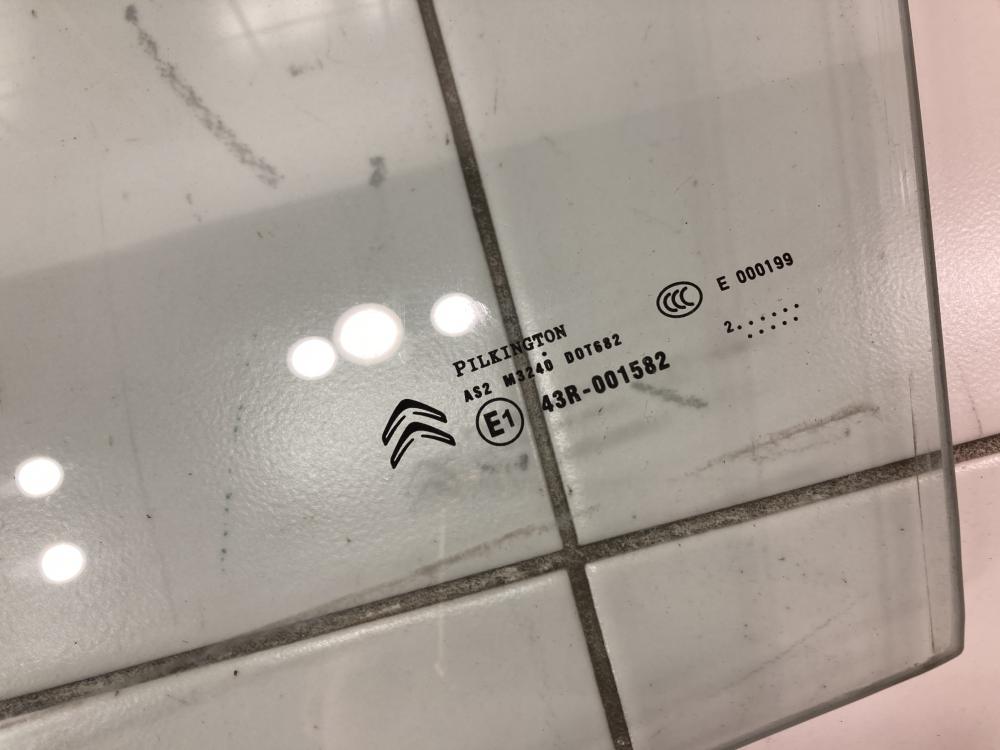 PILKINGTON
AS2 M3240 DOT682
E1 43R-001582
CCC E 000199
2. . . . . . . . . . .